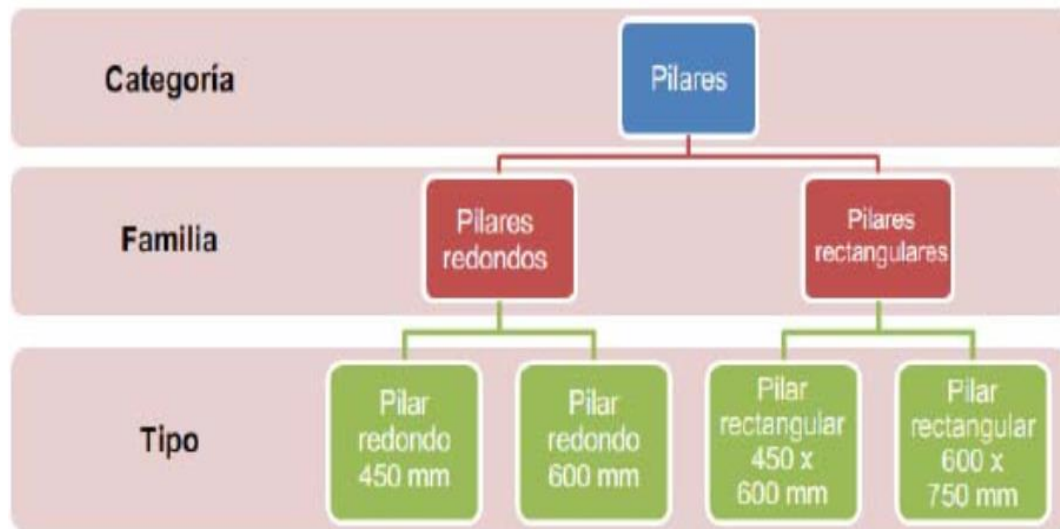 Categoría
Pilares
Familia
Pilares
redondos
Pilares
rectangulares
Tipo
Pilar
redondo
450 mm
Pilar
redondo
600 mm
Pilar
rectangular
450 x
600 mm
Pilar
rectangular
600 x
750 mm